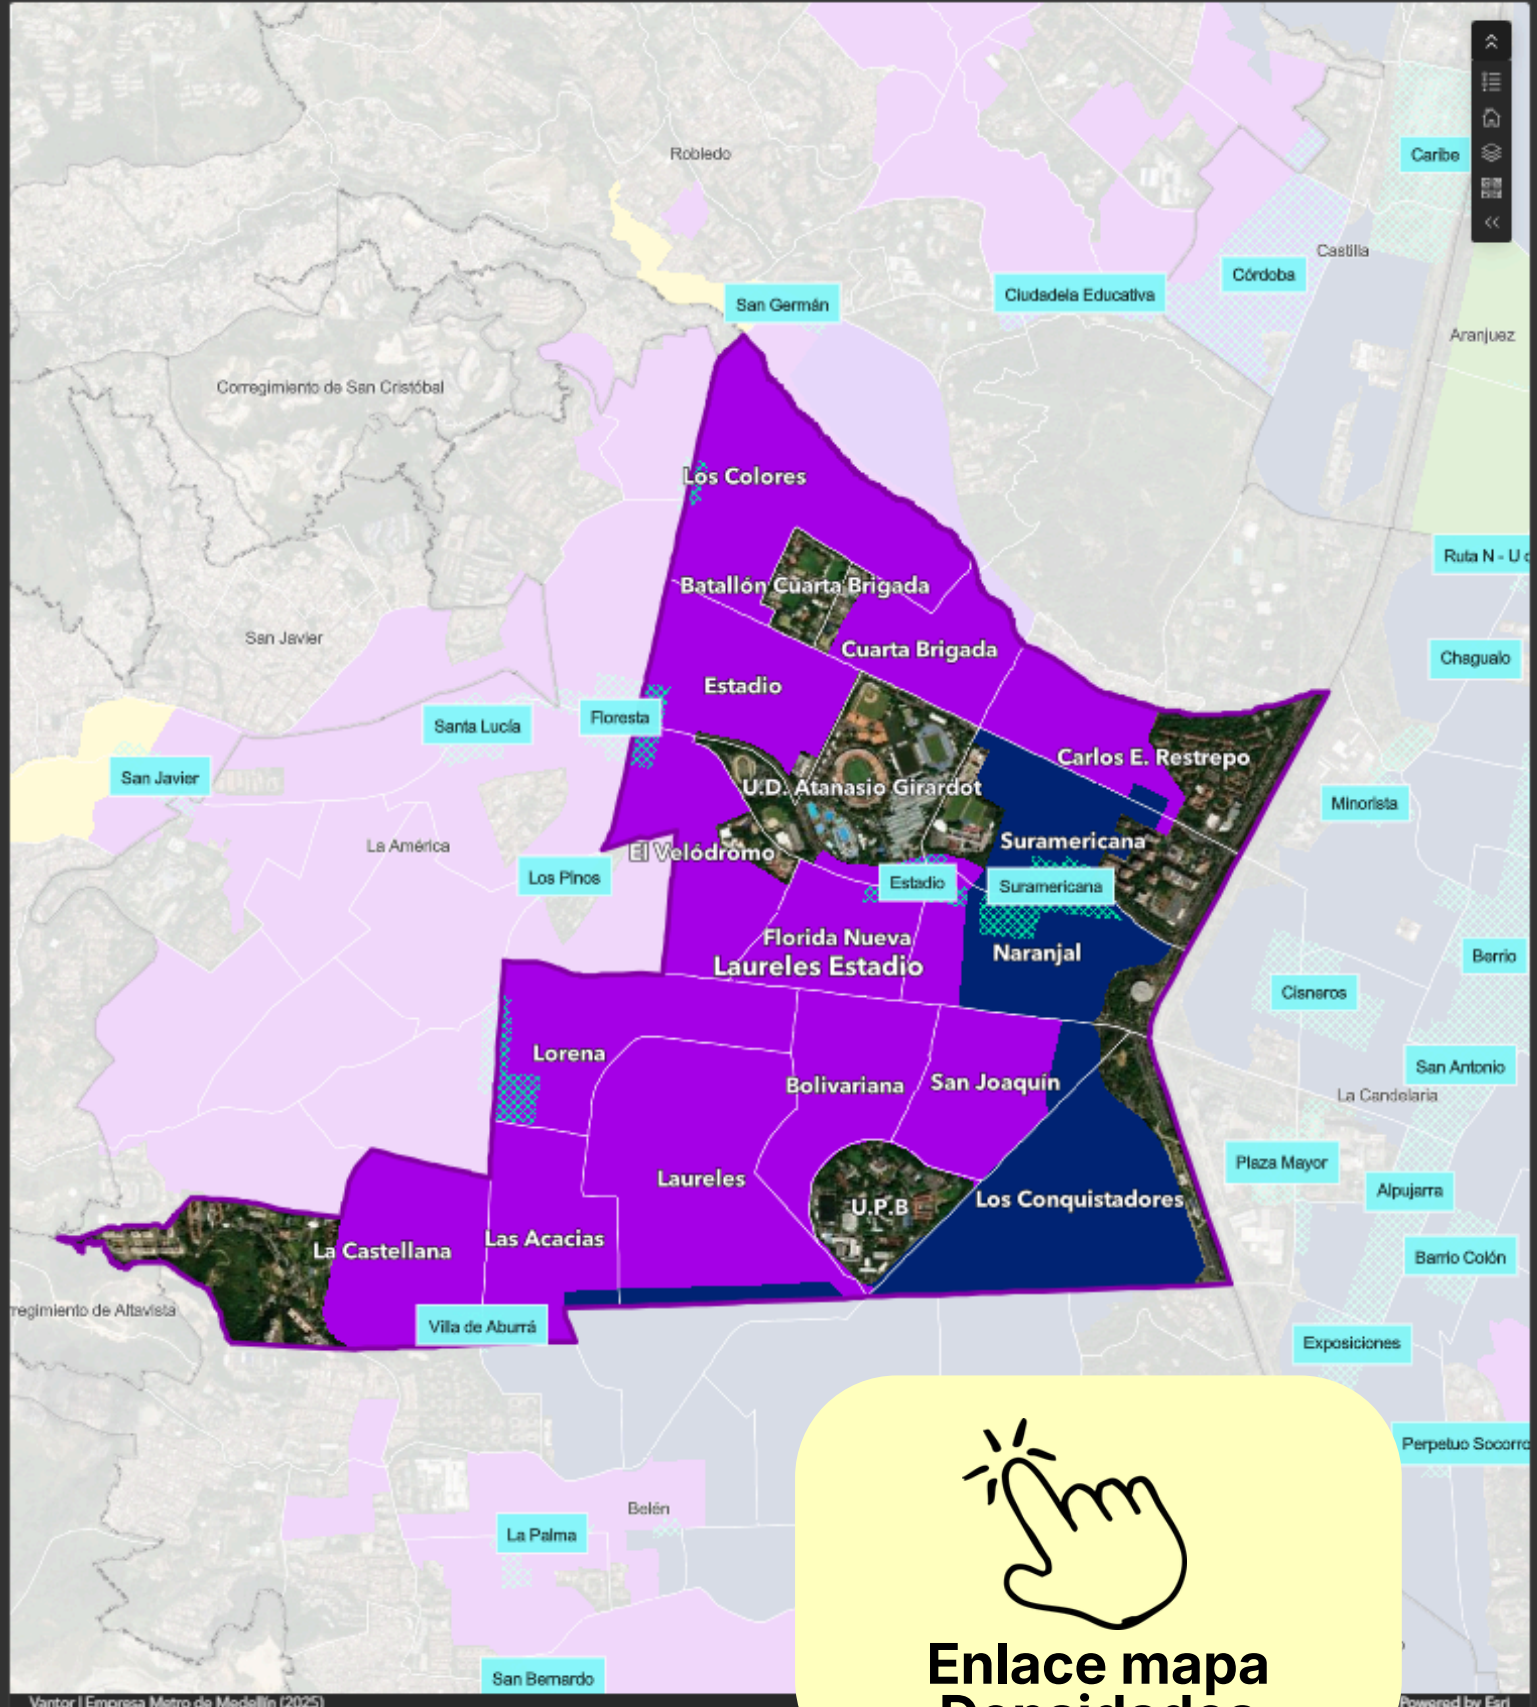 Robledo
Caribe
Castilla
Córdoba
Ciudadela Educativa
San Germán
Aranjuez
Corregimiento de San Cristóbal
Los Colores
Ruta N - U
Batallón Cuarta Brigada
San Javier
Cuarta Brigada
Chagualo
Estadio
Floresta
Santa Lucía
Carlos E. Restrepo
San Javier
U.D. Atanasio Girardot
Minorista
La América
Suramericana
El Velódromo
Los Pinos
Estadio
Suramericana
Florida Nueva
Naranjal
Berrio
Laureles Estadio
Cisneros
Lorena
San Antonio
Bolivariana
San Joaquín
La Candelaria
Plaza Mayor
Laureles
Alpujarra
U.P.B
Los Conquistadores
Las Acacias
La Castellana
Barrio Colón
regimiento de Altavista
Villa de Aburrá
Exposiciones
Perpetuo Socorro
Belén
La Palma
Enlace mapa
Densidades
San Bernardo
Vantor | Empresa Metro de Medellín (2025)
Powered by Esri